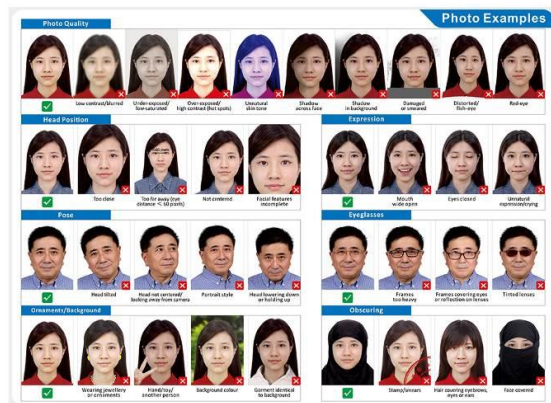 Photo Examples
Photo Quality
Low contrast/blurred
Under-exposed/
low-saturated
Over-exposed/
high contrast (hot spots)
Unnatural
skin tone
Shadow
across face
Shadow
in background
Damaged
or smeared
Distorted/
fish-eye
Red-eye
Head Position
Too close
Too far away (eye
distance < 60 pixels)
Not centered
Facial features
incomplete
Expression
Mouth
wide open
Eyes closed
Unnatural
expression/crying
Pose
Head tilted
Head not centered/
looking away from camera
Portrait style
Head lowering down
or holding up
Eyeglasses
Frames
too heavy
Frames covering eyes
or reflection on lenses
Tinted lenses
Ornaments/Background
Wearing jewellery
or ornaments
Hand/toy/
another person
Background colour
Garment identical
to background
Obscuring
Stamp/smears
Hair covering eyebrows,
eyes or ears
Face covered